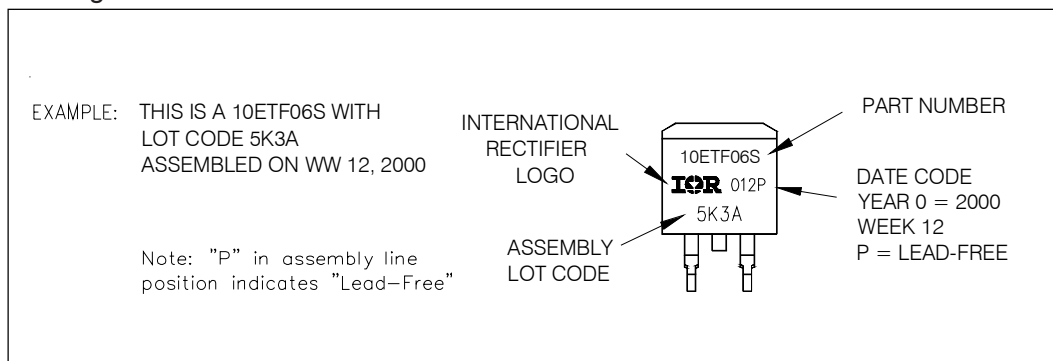 EXAMPLE: THIS IS A 10ETF06S WITH
LOT CODE 5K3A
ASSEMBLED ON WW 12, 2000
Note: "P" in assembly line
position indicates "Lead-Free"
INTERNATIONAL
RECTIFIER
LOGO
ASSEMBLY
LOT CODE
10ETF06S
IOR 012P
5K3A
PART NUMBER
DATE CODE
YEAR 0 = 2000
WEEK 12
P = LEAD-FREE